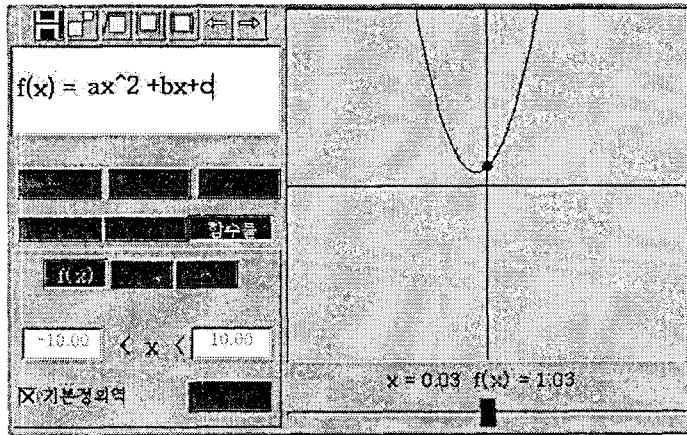 f(x) = ax^2 +bx+c
함수들
f(x)
-10.00 < x < 10.00
기본정의역
x = 0.03 f(x) = 1.03